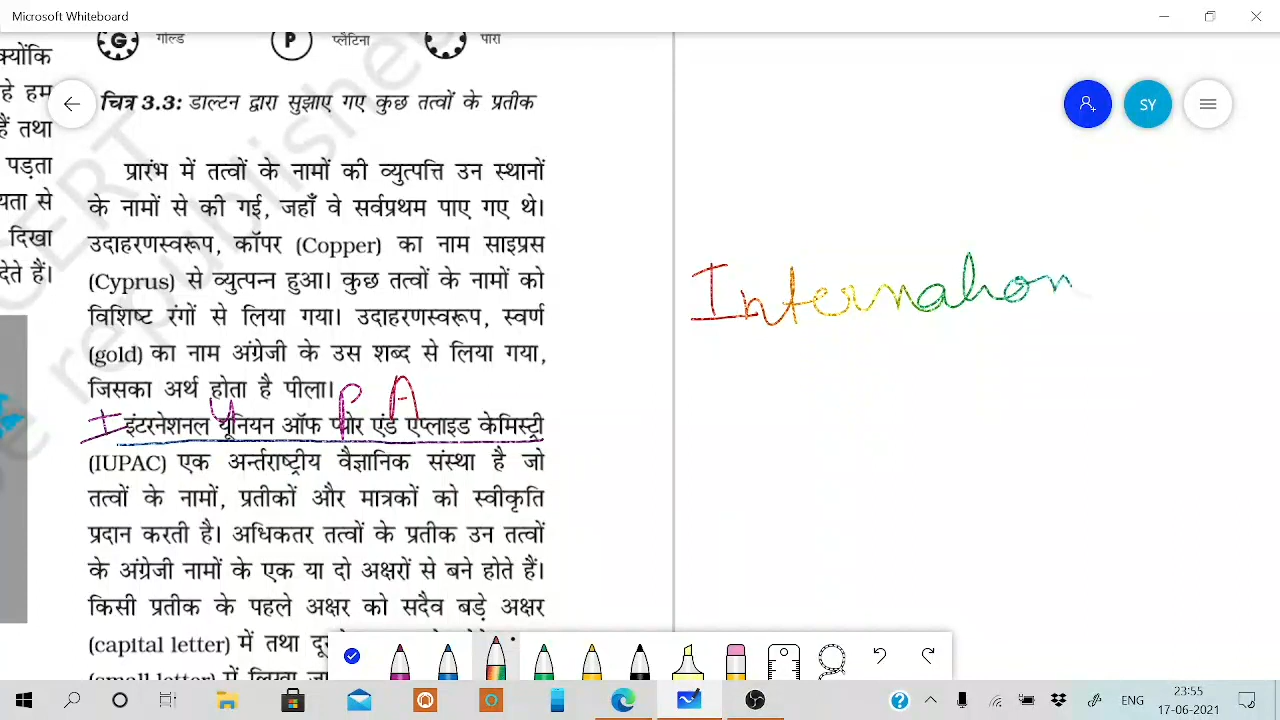 Microsoft Whiteboard
G गोल्ड P प्लैटिना पारा
चित्र 3.3: डाल्टन द्वारा सुझाए गए कुछ तत्वों के प्रतीक
क्योंकि
हे हम
हैं तथा
पड़ता
यता से
दिखा
देते हैं।
प्रारंभ में तत्वों के नामों की व्युत्पत्ति उन स्थानों
के नामों से की गई, जहाँ वे सर्वप्रथम पाए गए थे।
उदाहरणस्वरूप, कॉपर (Copper) का नाम साइप्रस
(Cyprus) से व्युत्पन्न हुआ। कुछ तत्वों के नामों को
विशिष्ट रंगों से लिया गया। उदाहरणस्वरूप, स्वर्ण
(gold) का नाम अंग्रेजी के उस शब्द से लिया गया,
जिसका अर्थ होता है पीला।
I U P A
इंटरनेशनल यूनियन ऑफ प्योर एंड एप्लाइड केमिस्ट्री
(IUPAC) एक अर्न्तराष्ट्रीय वैज्ञानिक संस्था है जो
तत्वों के नामों, प्रतीकों और मात्रकों को स्वीकृति
प्रदान करती है। अधिकतर तत्वों के प्रतीक उन तत्वों
के अंग्रेजी नामों के एक या दो अक्षरों से बने होते हैं।
किसी प्रतीक के पहले अक्षर को सदैव बड़े अक्षर
(capital letter) में तथा
SY
Internation
ENG
23:55
17-06-2021